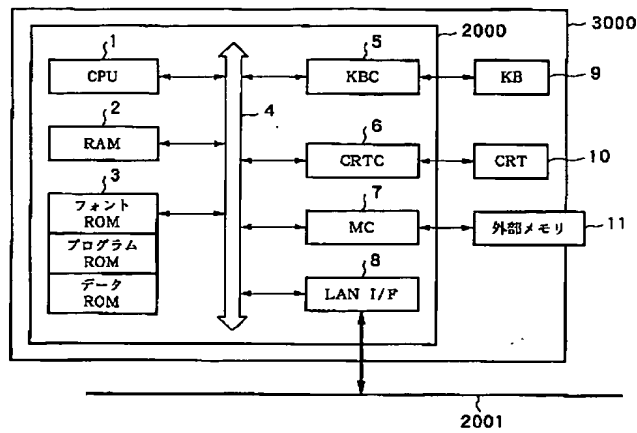 3000
2000
1
CPU
2
RAM
3
フォント
ROM
プログラム
ROM
データ
ROM
4
5
KBC
6
CRTC
7
MC
8
LAN I/F
KB
9
CRT
10
外部メモリ
11
2001